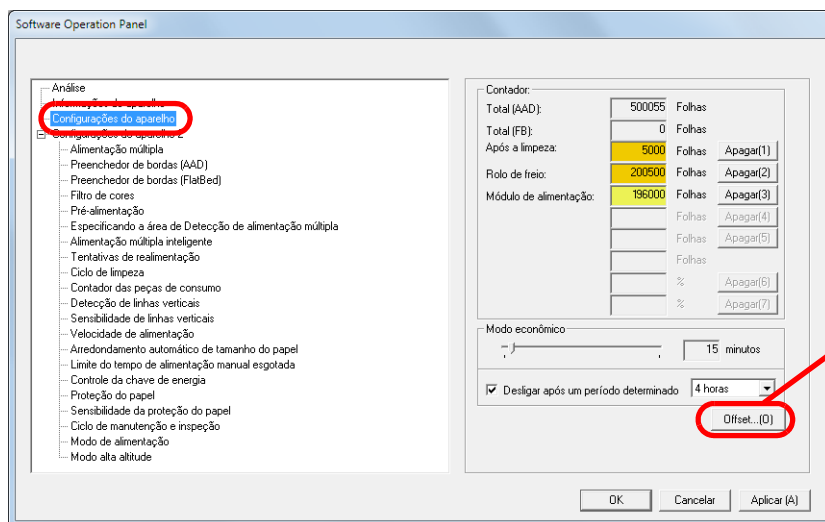 Software Operation Panel
Análise
Informações do aparelho
Configurações do aparelho
Configurações do aparelho 2
Alimentação múltipla
Preenchedor de bordas (AAD)
Preenchedor de bordas (FlatBed)
Filtro de cores
Pré-alimentação
Especificando a área de Detecção de alimentação múltipla
Alimentação múltipla inteligente
Tentativas de realimentação
Ciclo de limpeza
Contador das peças de consumo
Detecção de linhas verticais
Sensibilidade de linhas verticais
Velocidade de alimentação
Arredondamento automático de tamanho do papel
Limite do tempo de alimentação manual esgotada
Controle da chave de energia
Proteção do papel
Sensibilidade da proteção do papel
Ciclo de manutenção e inspeção
Modo de alimentação
Modo alta altitude
Contador:
Total (AAD): 500055 Folhas
Total (FB): 0 Folhas
Após a limpeza: 5000 Folhas Apagar(1)
Rolo de freio: 200500 Folhas Apagar(2)
Módulo de alimentação: 196000 Folhas Apagar(3)
Folhas Apagar(4)
Folhas Apagar(5)
Folhas
% Apagar(6)
% Apagar(7)
Modo econômico
15 minutos
Desligar após um período determinado 4 horas
Offset...(O)
OK Cancelar Aplicar (A)